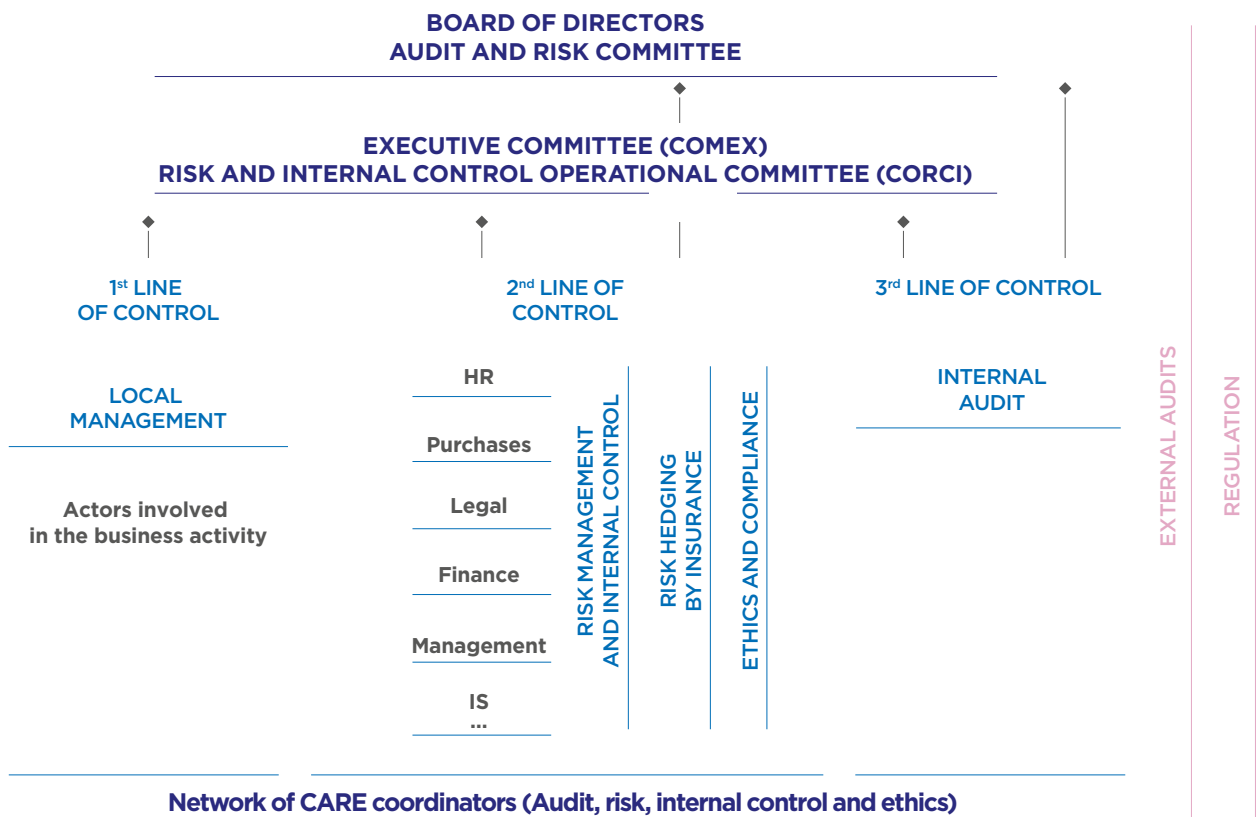 BOARD OF DIRECTORS
AUDIT AND RISK COMMITTEE
EXECUTIVE COMMITTEE (COMEX)
RISK AND INTERNAL CONTROL OPERATIONAL COMMITTEE (CORCI)
1st LINE
OF CONTROL
2nd LINE OF
CONTROL
3rd LINE OF CONTROL
LOCAL
MANAGEMENT
Actors involved
in the business activity
HR
Purchases
Legal
Finance
Management
IS
...
RISK MANAGEMENT
AND INTERNAL CONTROL
RISK HEDGING
BY INSURANCE
ETHICS AND COMPLIANCE
INTERNAL
AUDIT
EXTERNAL AUDITS
REGULATION
Network of CARE coordinators (Audit, risk, internal control and ethics)